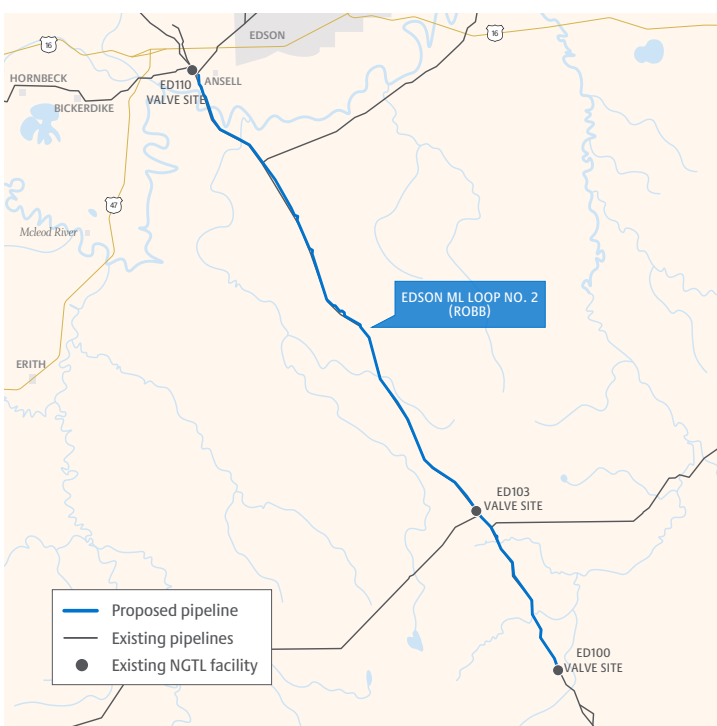 EDSON
16
16
HORNBECK
ANSELL
ED110
VALVE SITE
BICKERDIKE
47
Mcleod River
EDSON ML LOOP NO. 2
(ROBB)
ERITH
ED103
VALVE SITE
Proposed pipeline
Existing pipelines
Existing NGTL facility
ED100
VALVE SITE